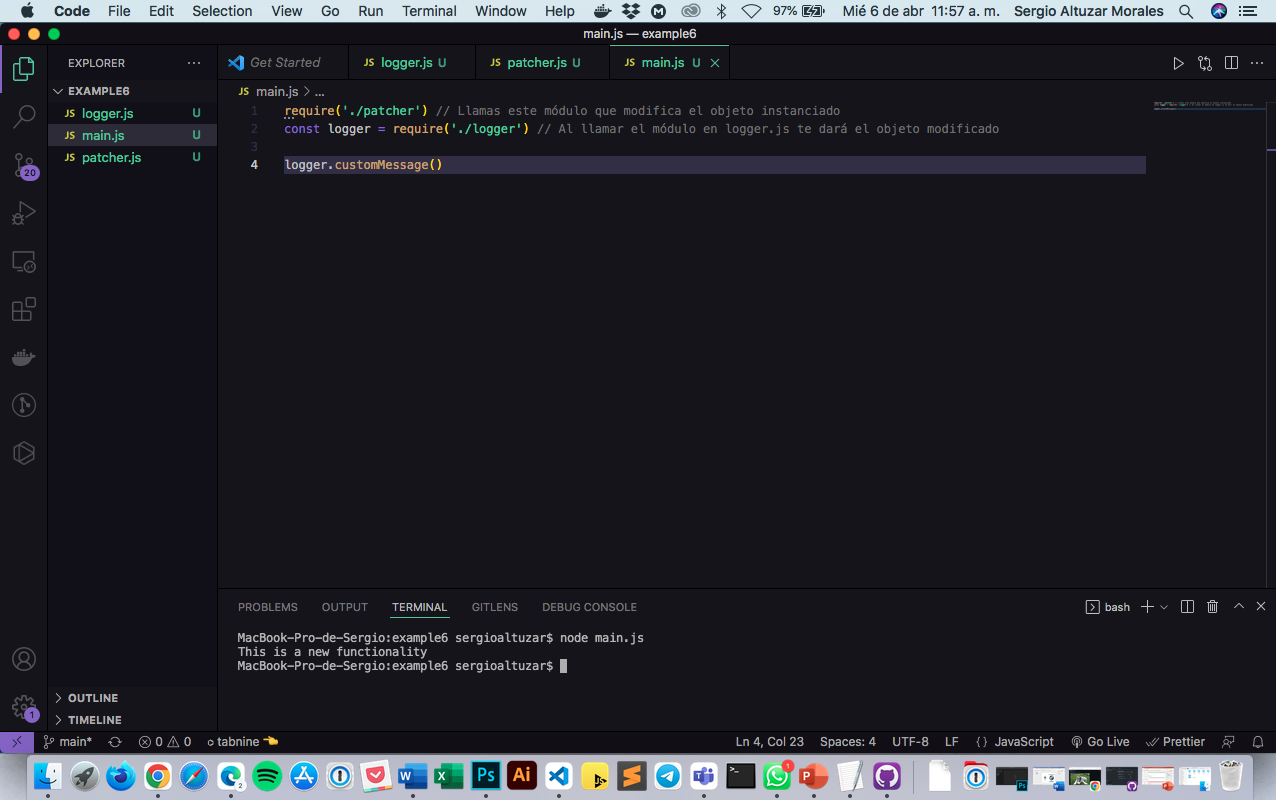 Code File Edit Selection View Go Run Terminal Window Help 97% Mié 6 de abr 11:57 a. m. Sergio Altuzar Morales
main.js — example6
EXPLORER
Get Started JS logger.js U JS patcher.js U JS main.js U
EXAMPLE6
JS logger.js U
JS main.js U
JS patcher.js U
JS main.js > ...
1 require('./patcher') // Llamas este módulo que modifica el objeto instanciado
2 const logger = require('./logger') // Al llamar el módulo en logger.js te dará el objeto modificado
3
4 logger.customMessage()
20
PROBLEMS OUTPUT TERMINAL GITLENS DEBUG CONSOLE bash
MacBook-Pro-de-Sergio:example6 sergioaltuzar$ node main.js
This is a new functionality
MacBook-Pro-de-Sergio:example6 sergioaltuzar$
OUTLINE
TIMELINE
1
main* 0 0 tabnine Ln 4, Col 23 Spaces: 4 UTF-8 LF {} JavaScript Go Live Prettier
2 W X Ps Ai 1 P